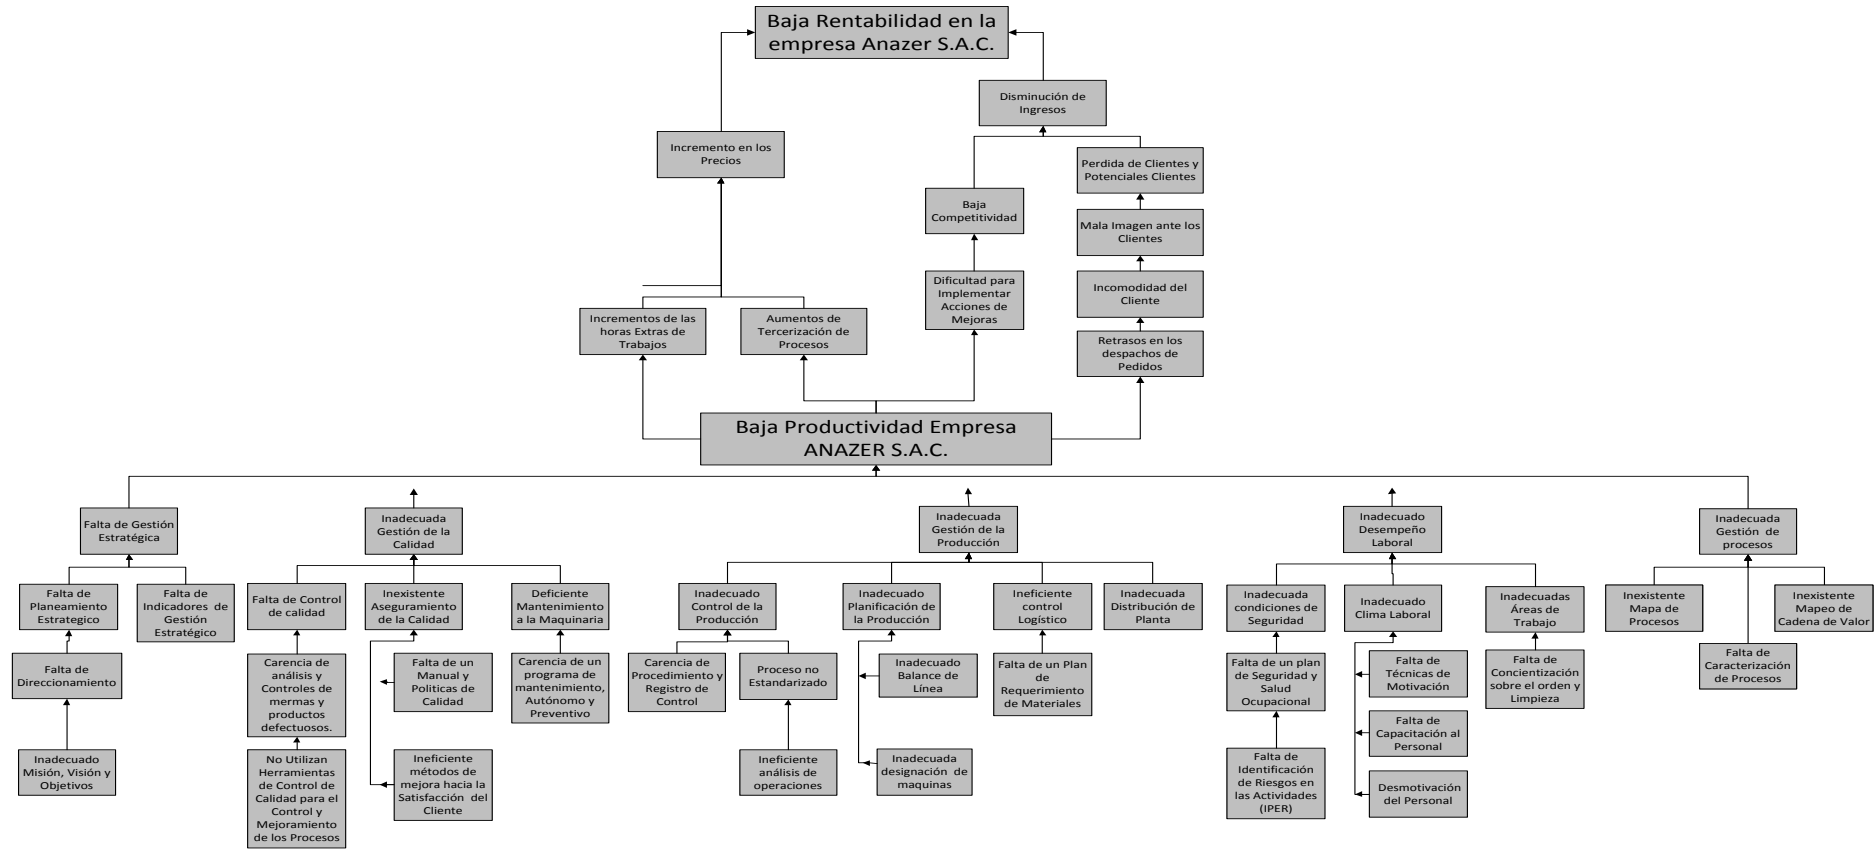 Baja Rentabilidad en la
empresa Anazer S.A.C.
Disminución de
Ingresos
Incremento en los
Precios
Perdida de Clientes y
Potenciales Clientes
Baja
Competitividad
Mala Imagen ante los
Clientes
Dificultad para
Implementar
Acciones de
Mejoras
Incomodidad del
Cliente
Incrementos de las
horas Extras de
Trabajos
Aumentos de
Tercerización de
Procesos
Retrasos en los
despachos de
Pedidos
Baja Productividad Empresa
ANAZER S.A.C.
Falta de Gestión
Estratégica
Inadecuada
Gestión de la
Calidad
Inadecuada
Gestión de la
Producción
Inadecuado
Desempeño
Laboral
Inadecuada
Gestión de
procesos
Falta de
Planeamiento
Estrategico
Falta de
Indicadores de
Gestión
Estratégico
Falta de Control
de calidad
Inexistente
Aseguramiento
de la Calidad
Deficiente
Mantenimiento
a la Maquinaria
Inadecuado
Control de la
Producción
Inadecuado
Planificación de
la Producción
Ineficiente
control
Logístico
Inadecuada
Distribución de
Planta
Inadecuada
condiciones de
Seguridad
Inadecuado
Clima Laboral
Inadecuadas
Áreas de
Trabajo
Inexistente
Mapa de
Procesos
Inexistente
Mapeo de
Cadena de Valor
Falta de
Direccionamiento
Carencia de
análisis y
Controles de
mermas y
productos
defectuosos.
Falta de un
Manual y
Politicas de
Calidad
Carencia de un
programa de
mantenimiento,
Autónomo y
Preventivo
Carencia de
Procedimiento y
Registro de
Control
Proceso no
Estandarizado
Inadecuado
Balance de
Línea
Falta de un Plan
de
Requerimiento
de Materiales
Falta de un plan
de Seguridad y
Salud
Ocupacional
Falta de
Técnicas de
Motivación
Falta de
Concientización
sobre el orden y
Limpieza
Falta de
Caracterización
de Procesos
Falta de
Capacitación al
Personal
Inadecuado
Misión, Visión y
Objetivos
No Utilizan
Herramientas
de Control de
Calidad para el
Control y
Mejoramiento
de los Procesos
Ineficiente
métodos de
mejora hacia la
Satisfacción del
Cliente
Ineficiente
análisis de
operaciones
Inadecuada
designación de
maquinas
Falta de
Identificación
de Riesgos en
las Actividades
(IPER)
Desmotivación
del Personal